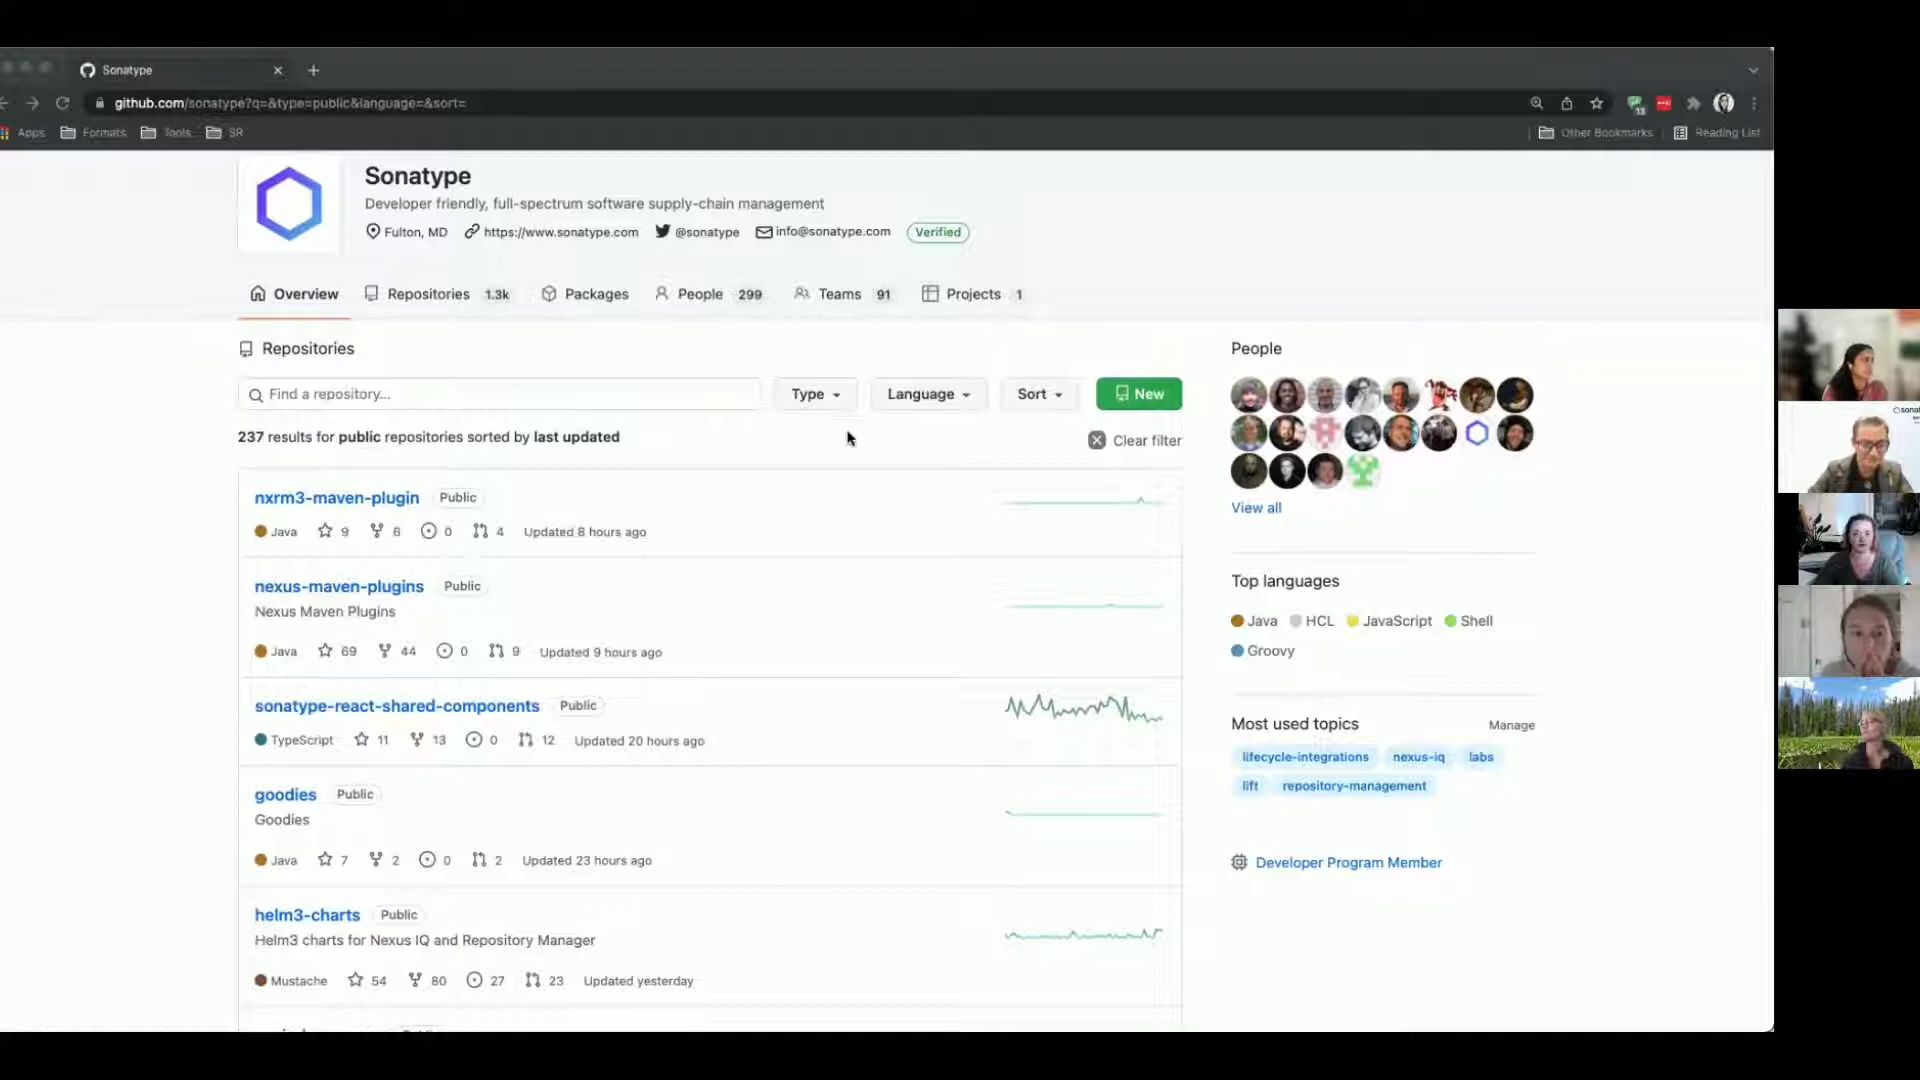 Sonatype
github.com/sonatype?q=&type=public&language=&sort=
13
Apps Formats Tools SR Other Bookmarks Reading List
Sonatype
Developer friendly, full-spectrum software supply-chain management
Fulton, MD https://www.sonatype.com @sonatype info@sonatype.com Verified
Overview Repositories 1.3k Packages People 299 Teams 91 Projects 1
Repositories
Find a repository... Type Language Sort New
237 results for public repositories sorted by last updated Clear filter
nxrm3-maven-plugin Public
Java 9 6 0 4 Updated 8 hours ago
nexus-maven-plugins Public
Nexus Maven Plugins
Java 69 44 0 9 Updated 9 hours ago
sonatype-react-shared-components Public
TypeScript 11 13 0 12 Updated 20 hours ago
goodies Public
Goodies
Java 7 2 0 2 Updated 23 hours ago
helm3-charts Public
Helm3 charts for Nexus IQ and Repository Manager
Mustache 54 80 27 23 Updated yesterday
People
View all
Top languages
Java HCL JavaScript Shell
Groovy
Most used topics Manage
lifecycle-integrations nexus-iq labs
lift repository-management
Developer Program Member